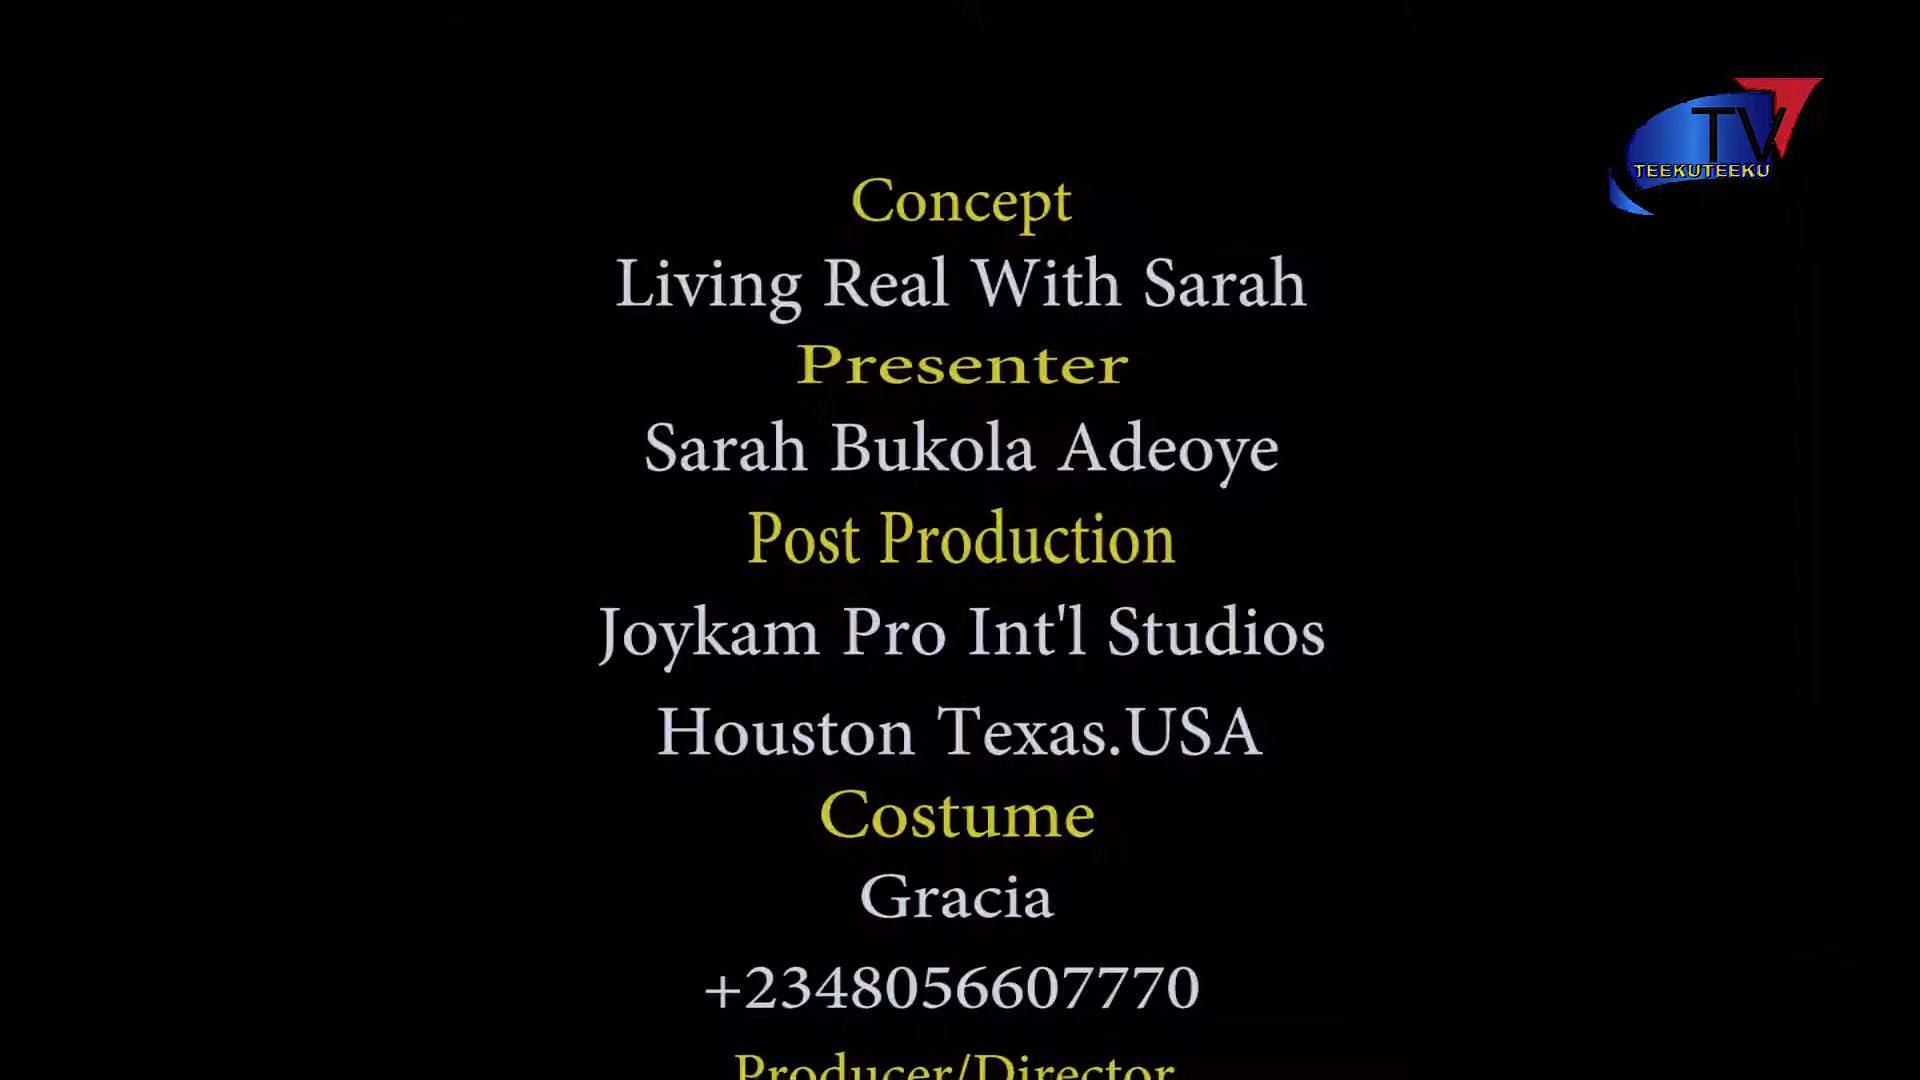 TV
TEEKUTEEKU
Concept
Living Real With Sarah
Presenter
Sarah Bukola Adeoye
Post Production
Joykam Pro Int'l Studios
Houston Texas.USA
Costume
Gracia
+2348056607770
Producer/Director